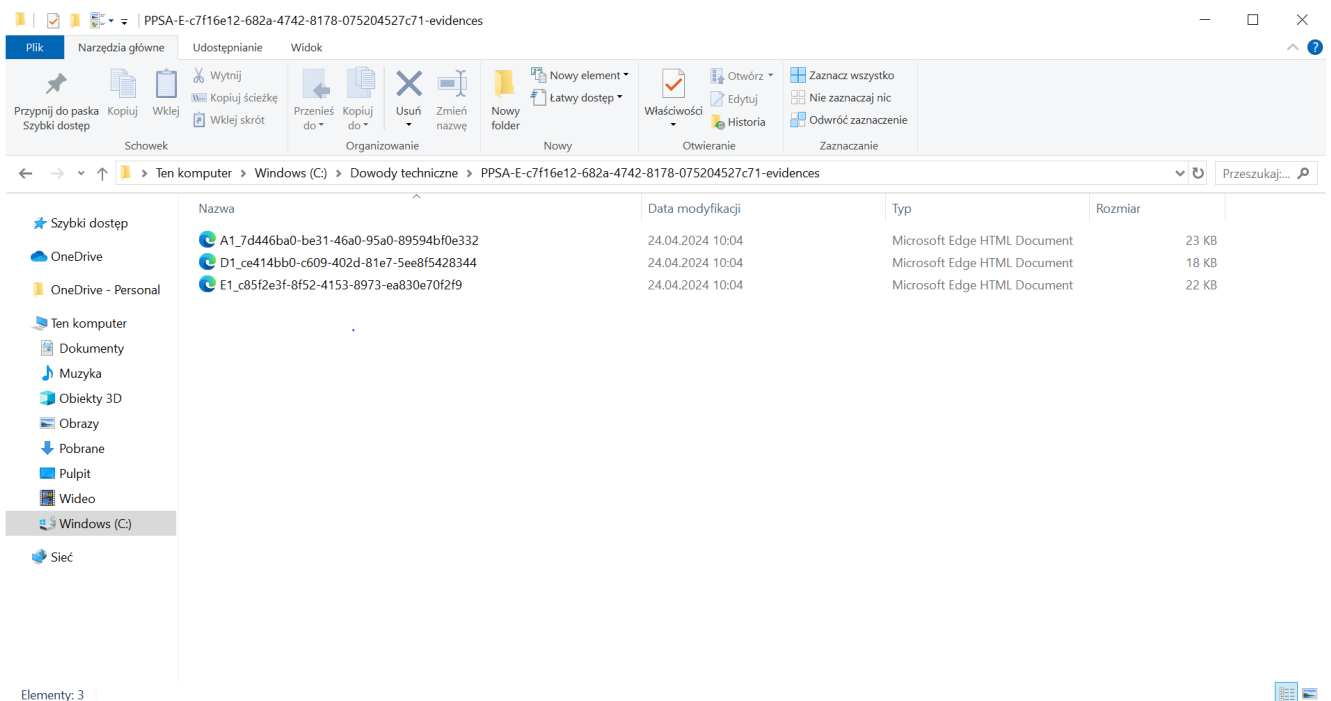 PPSA-E-c7f16e12-682a-4742-8178-075204527c71-evidences
Plik Narzędzia główne Udostępnianie Widok
Przypnij do paska Szybki dostęp
Kopiuj
Wklej
Wytnij
Kopiuj ścieżkę
Wklej skrót
Schowek
Przenieś do
Kopiuj do
Usuń
Zmień nazwę
Organizowanie
Nowy folder
Nowy element
Łatwy dostęp
Nowy
Właściwości
Otwórz
Edytuj
Historia
Otwieranie
Zaznacz wszystko
Nie zaznaczaj nic
Odwróć zaznaczenie
Zaznaczanie
Ten komputer > Windows (C:) > Dowody techniczne > PPSA-E-c7f16e12-682a-4742-8178-075204527c71-evidences
Przeszukaj:...
Szybki dostęp
OneDrive
OneDrive - Personal
Ten komputer
Dokumenty
Muzyka
Obiekty 3D
Obrazy
Pobrane
Pulpit
Wideo
Windows (C:)
Sieć
Nazwa Data modyfikacji Typ Rozmiar
A1_7d446ba0-be31-46a0-95a0-89594bf0e332 24.04.2024 10:04 Microsoft Edge HTML Document 23 KB
D1_ce414bb0-c609-402d-81e7-5ee8f5428344 24.04.2024 10:04 Microsoft Edge HTML Document 18 KB
E1_c85f2e3f-8f52-4153-8973-ea830e70f2f9 24.04.2024 10:04 Microsoft Edge HTML Document 22 KB
Elementy: 3